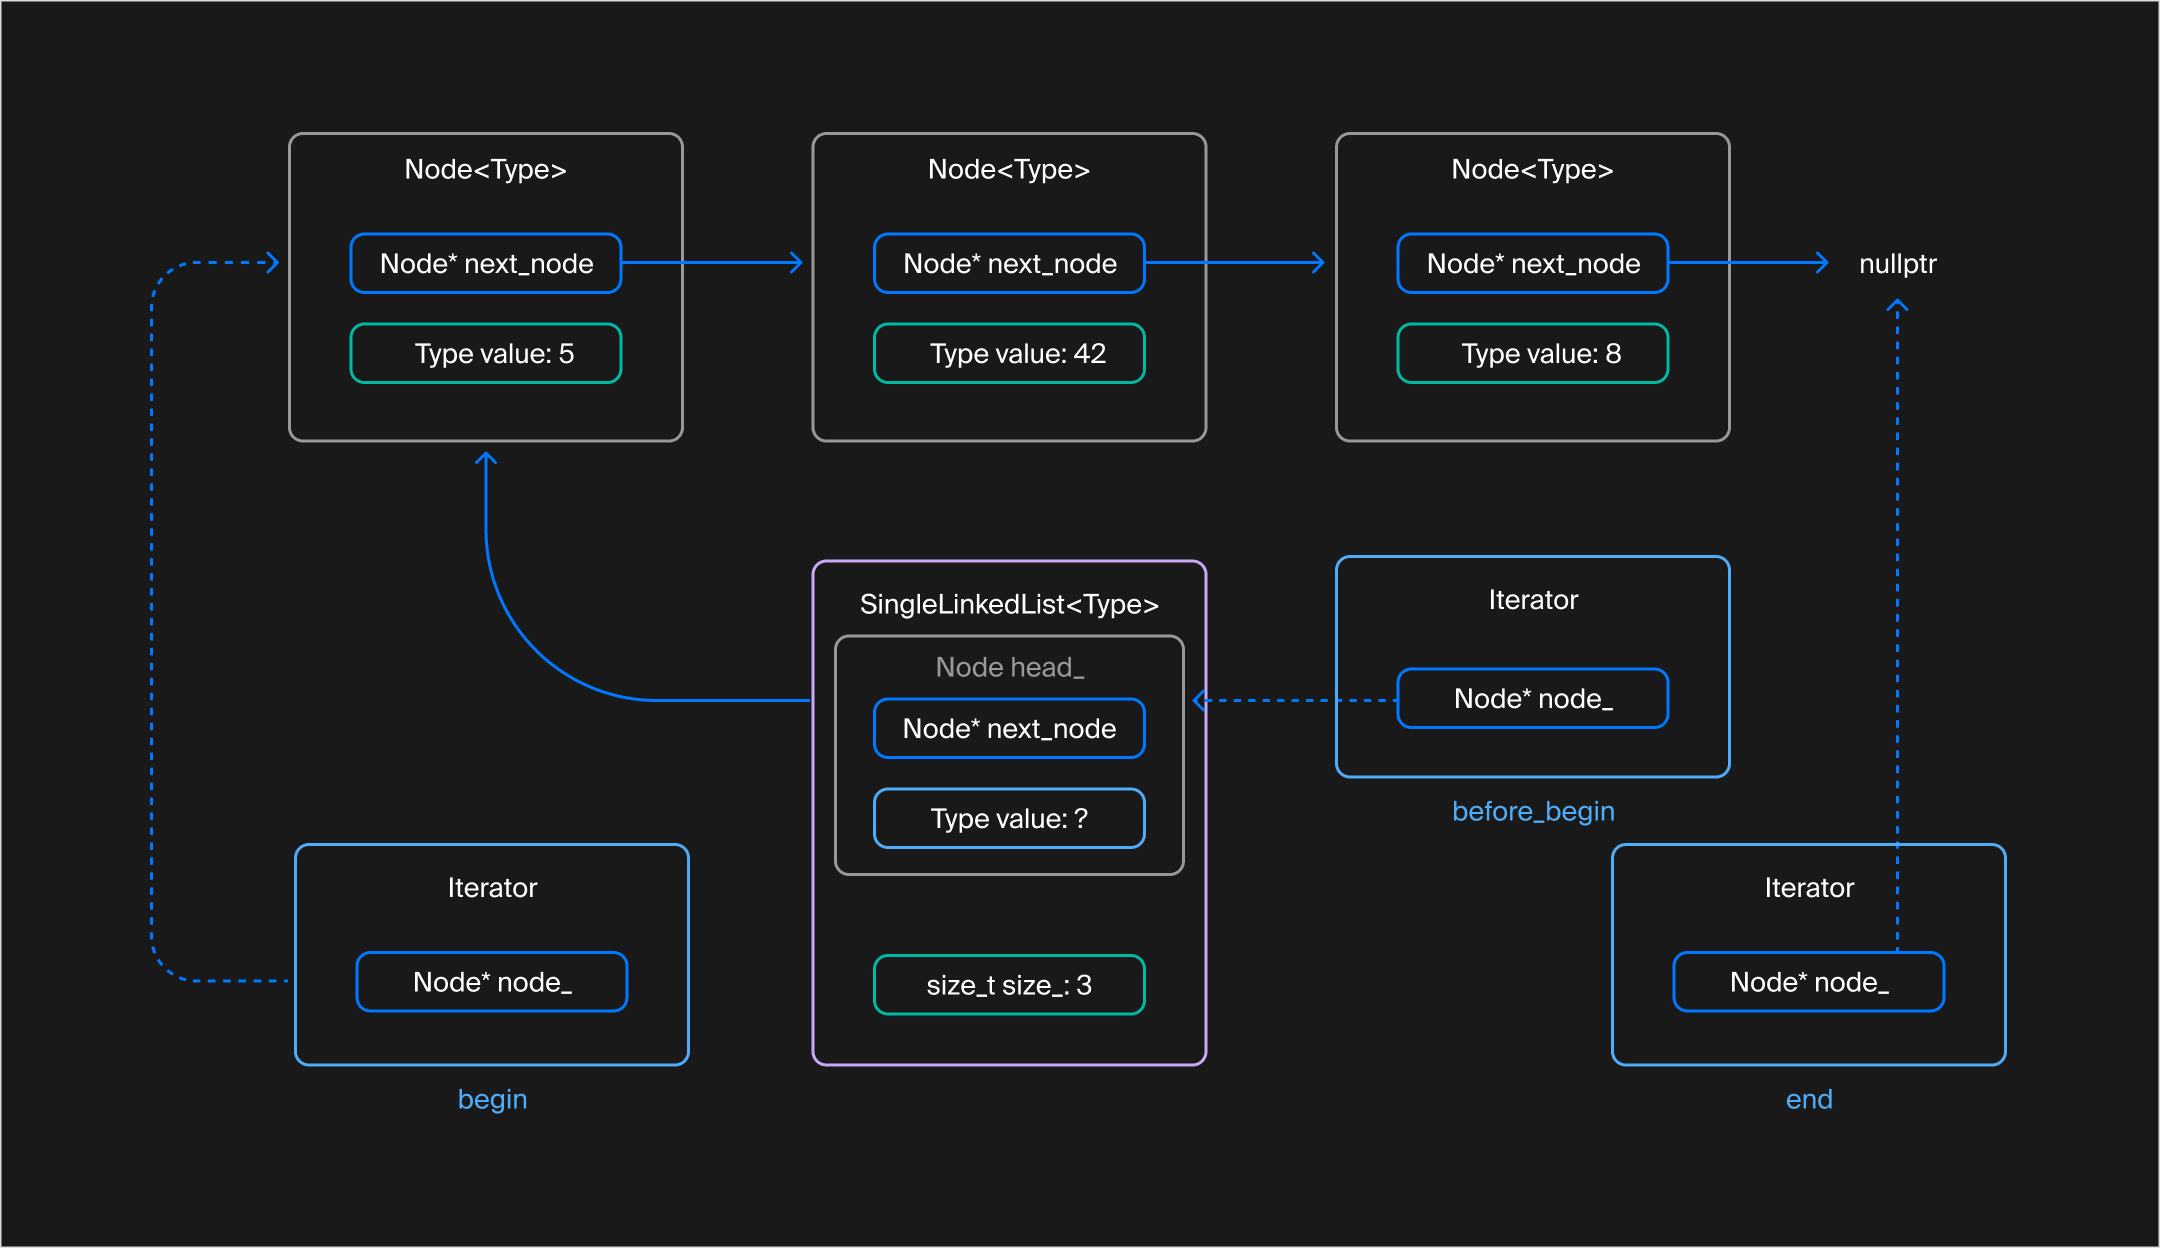 Node<Type>
Node* next_node
Type value: 5
Node<Type>
Node* next_node
Type value: 42
Node<Type>
Node* next_node
Type value: 8
nullptr
SingleLinkedList<Type>
Node head_
Node* next_node
Type value: ?
size_t size_: 3
Iterator
Node* node_
before_begin
Iterator
Node* node_
begin
Iterator
Node* node_
end